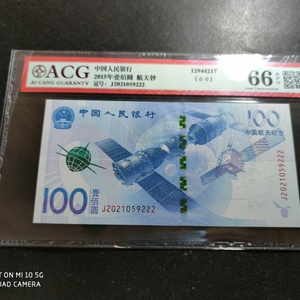 ACG
AI CANG GUARANTY
中国人民银行
2015年壹佰圆 航天钞
冠号: J2021059222
12944217
66
中国人民银行
100
中国航天纪念
100 壹佰圆
J2021059222
T ON MI 10 5G
UAD CAMERA